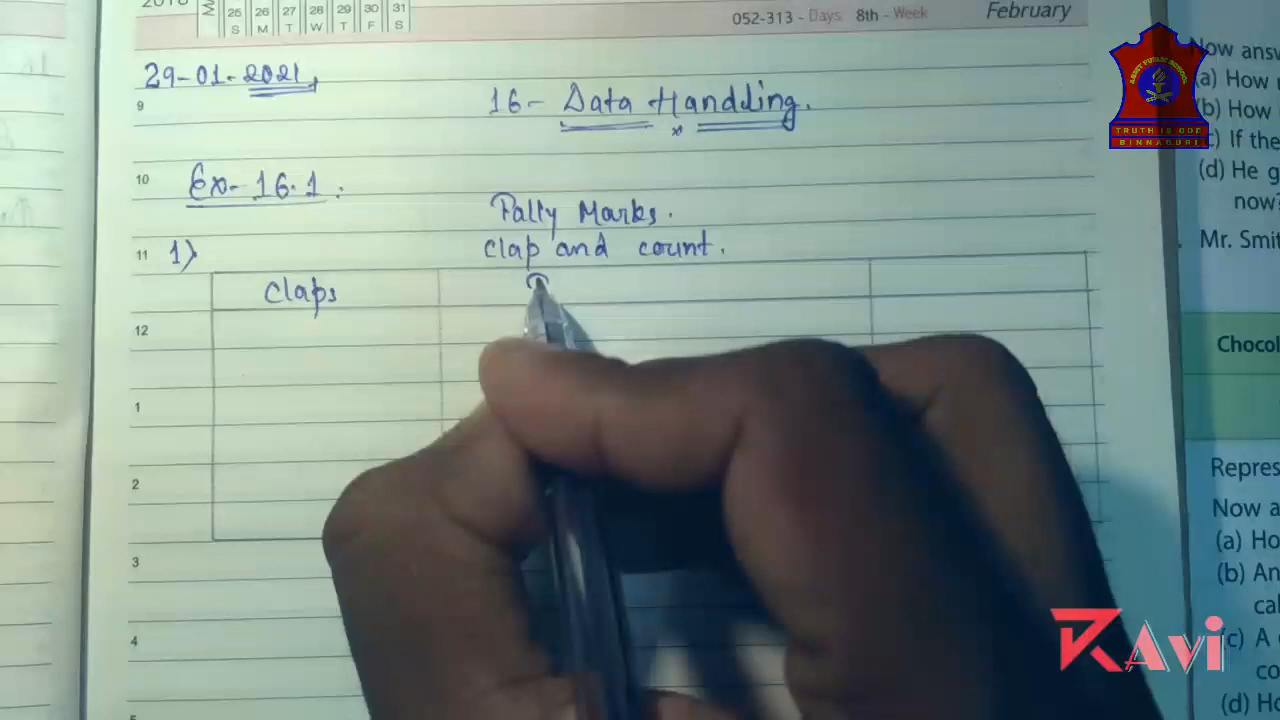 25 26 27 28 29 30 31
S M T W T F S
052-313 - Days 8th - Week February
29-01-2021,
9
16- Data Handling.
10
Ex- 16.1.
Tally Marks.
11
1)
clap and count.
claps
12
1
2
3
4
Now answ
(a) How
(b) How
If the
(d) He g
now?
Mr. Smit
Chocol
Repres
Now a
(a) Ho
(b) An
cal
(c) A
co
(d) Ho
TRUTH IS GOD
BINNAGURI
RAvi